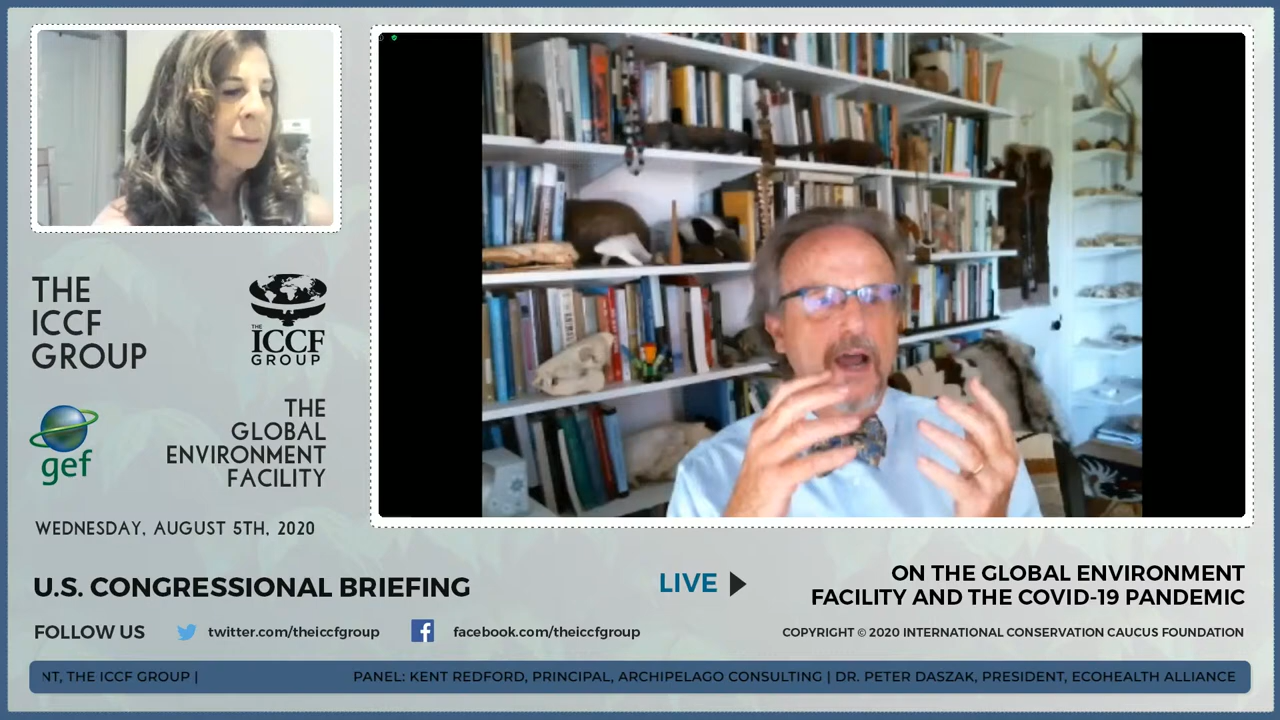 THE
ICCF
GROUP
THE
ICCF
GROUP
gef
THE
GLOBAL
ENVIRONMENT
FACILITY
WEDNESDAY, AUGUST 5TH, 2020
U.S. CONGRESSIONAL BRIEFING
LIVE
ON THE GLOBAL ENVIRONMENT
FACILITY AND THE COVID-19 PANDEMIC
FOLLOW US
twitter.com/theiccfgroup
facebook.com/theiccfgroup
COPYRIGHT © 2020 INTERNATIONAL CONSERVATION CAUCUS FOUNDATION
NT, THE ICCF GROUP |
PANEL: KENT REDFORD, PRINCIPAL, ARCHIPELAGO CONSULTING | DR. PETER DASZAK, PRESIDENT, ECOHEALTH ALLIANCE